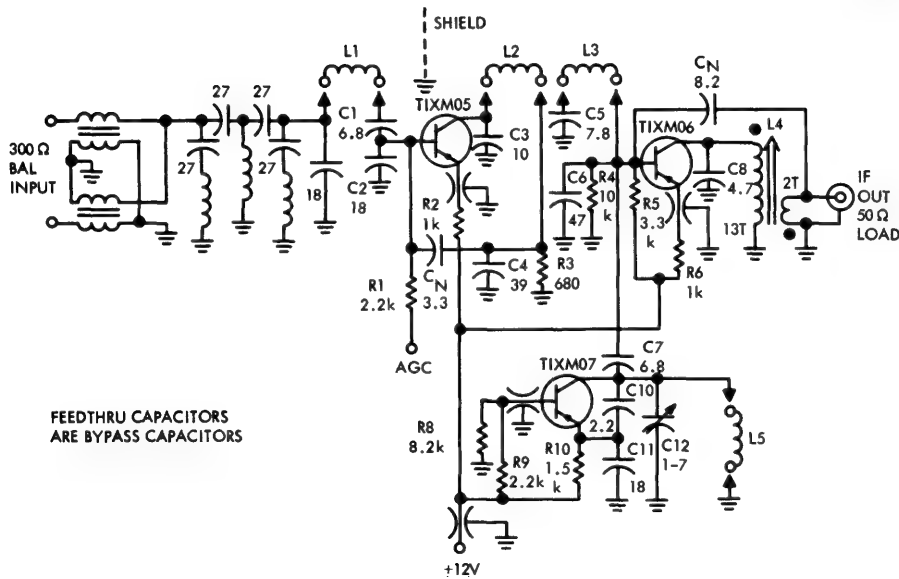 SHIELD
L1
L2
L3
27
27
C1
6.8
TIXM05
C5
7.8
TIXM06
CN
8.2
L4
300 Ω
BAL
INPUT
27
27
18
C2
18
R2
1k
C3
10
C6
47
R4
10
k
R5
3.3
k
C8
4.7
13T
2T
IF
OUT
50 Ω
LOAD
R1
2.2k
CN
3.3
C4
39
R3
680
R6
1k
AGC
TIXM07
C7
6.8
C10
2.2
FEEDTHRU CAPACITORS
ARE BYPASS CAPACITORS
R8
8.2k
R9
2.2k
R10
1.5
k
C11
18
C12
1-7
L5
+12V